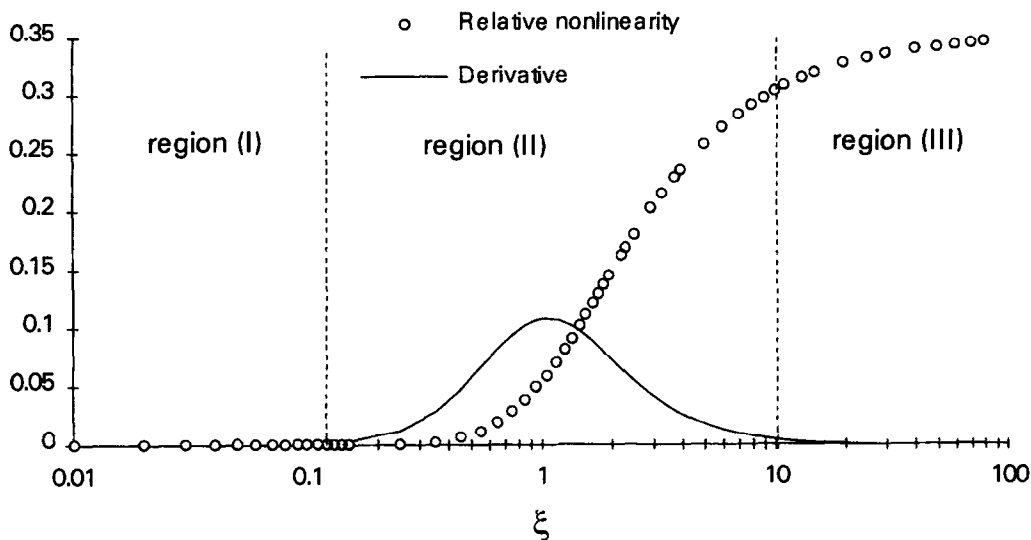 Relative nonlinearity
Derivative
region (I)
region (II)
region (III)
0.35
0.3
0.25
0.2
0.15
0.1
0.05
0
0.01
0.1
1
10
100
ξ